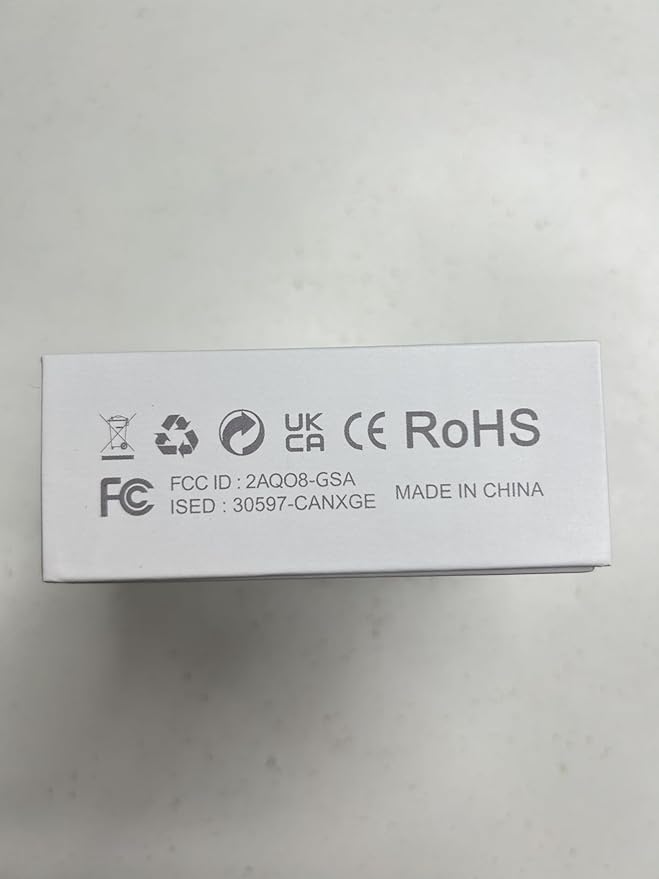 UK
CA
CE RoHS
FC
FCC ID : 2AQO8-GSA
ISED : 30597-CANXGE
MADE IN CHINA